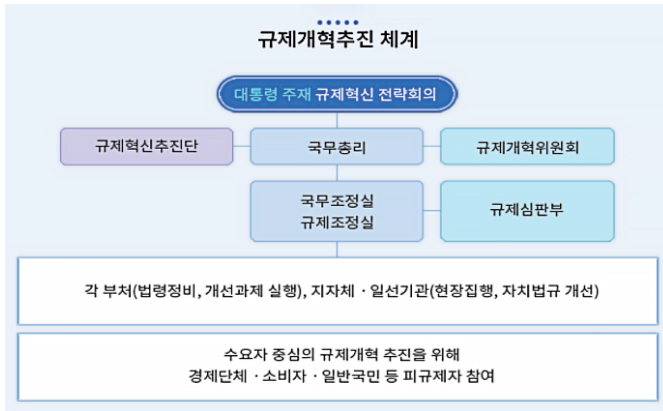 규제개혁추진 체계
대통령 주재 규제혁신 전략회의
규제혁신추진단
국무총리
규제개혁위원회
국무조정실
규제조정실
규제심판부
각 부처(법령정비, 개선과제 실행), 지자체 · 일선기관(현장집행, 자치법규 개선)
수요자 중심의 규제개혁 추진을 위해
경제단체 · 소비자 · 일반국민 등 피규제자 참여